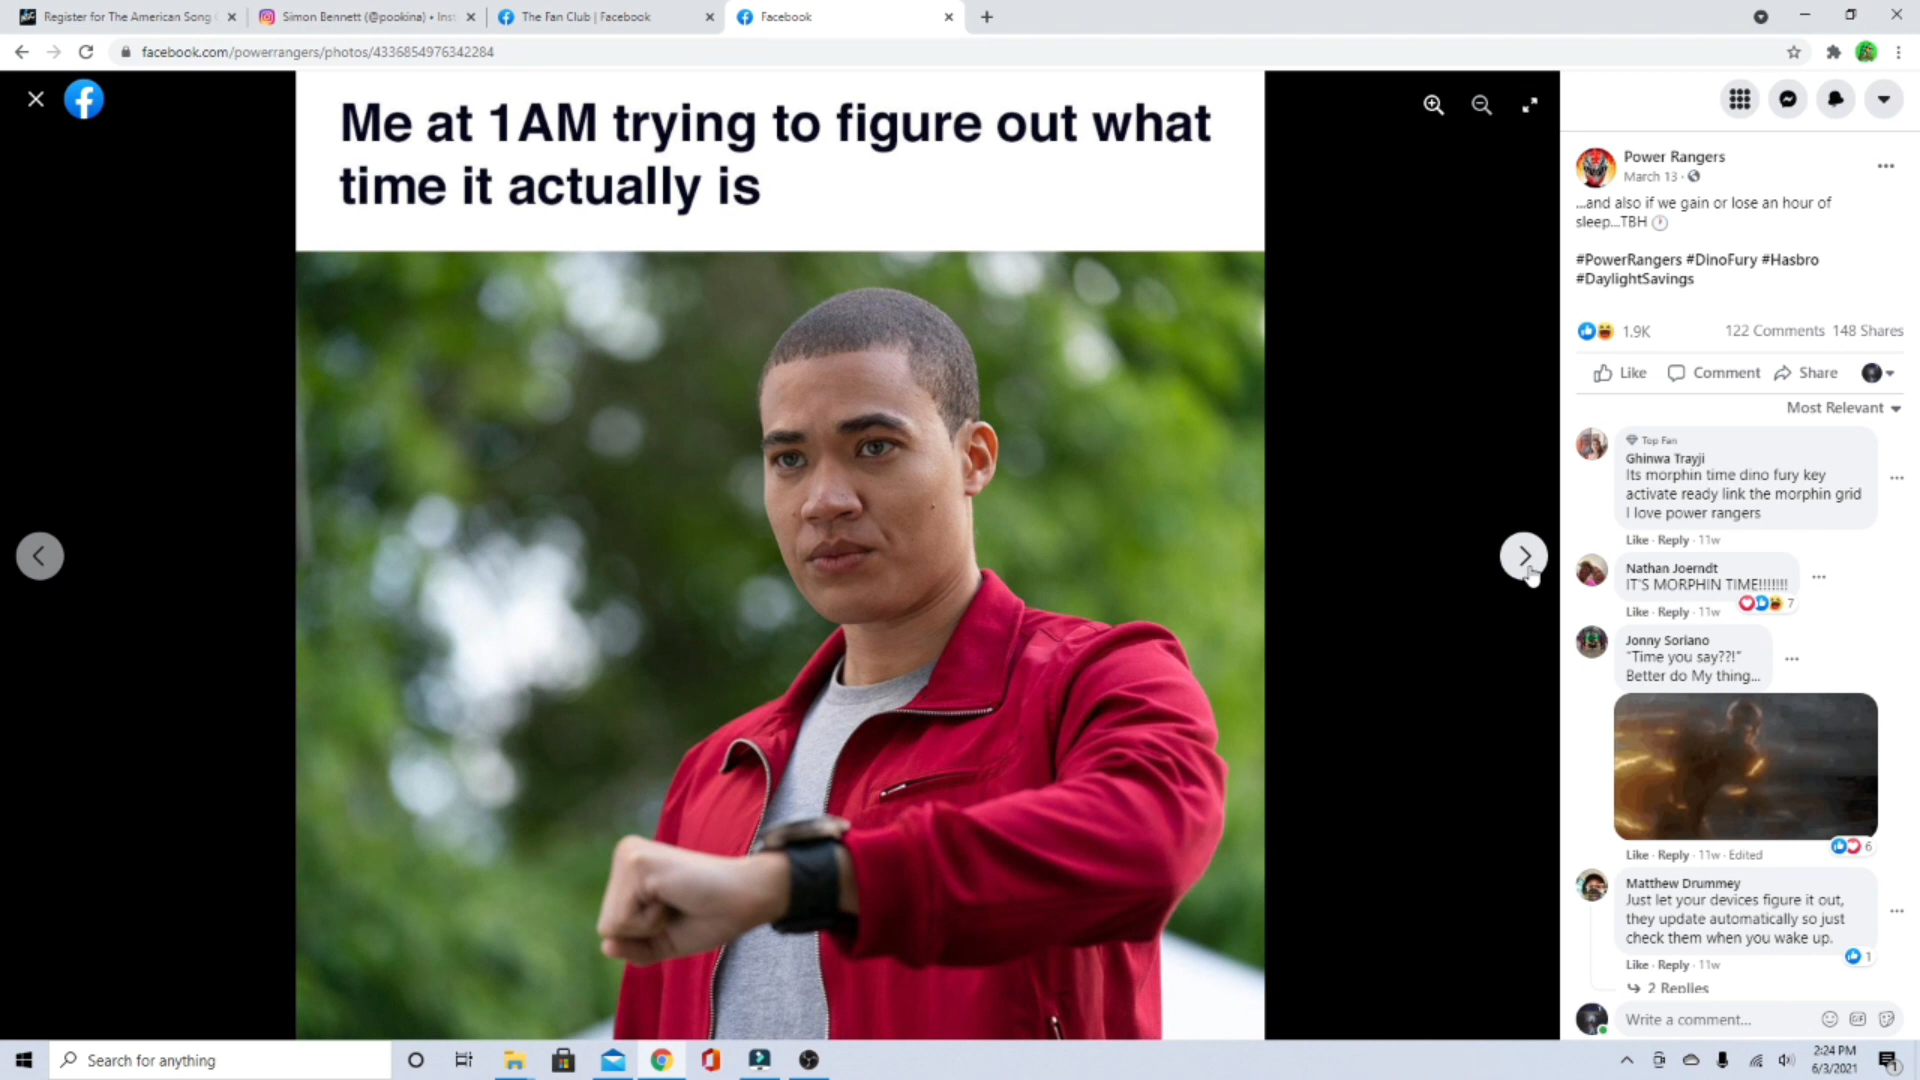 Register for The American Song
Simon Bennett (@pookina) • Inst
The Fan Club | Facebook
Facebook
facebook.com/powerrangers/photos/4336854976342284
Me at 1AM trying to figure out what
time it actually is
Power Rangers
March 13 ·
...and also if we gain or lose an hour of
sleep...TBH
#PowerRangers #DinoFury #Hasbro
#DaylightSavings
1.9K
122 Comments 148 Shares
Like Comment Share
Most Relevant
Top Fan
Ghinwa Trayji
Its morphin time dino fury key
activate ready link the morphin grid
I love power rangers
Like · Reply · 11w
Nathan Joerndt
IT'S MORPHIN TIME!!!!!!!
7
Like · Reply · 11w
Jonny Soriano
"Time you say??!"
Better do My thing...
6
Like · Reply · 11w · Edited
Matthew Drummey
Just let your devices figure it out,
they update automatically so just
check them when you wake up.
1
Like · Reply · 11w
2 Replies
Write a comment...
GIF
Search for anything
2:24 PM
6/3/2021